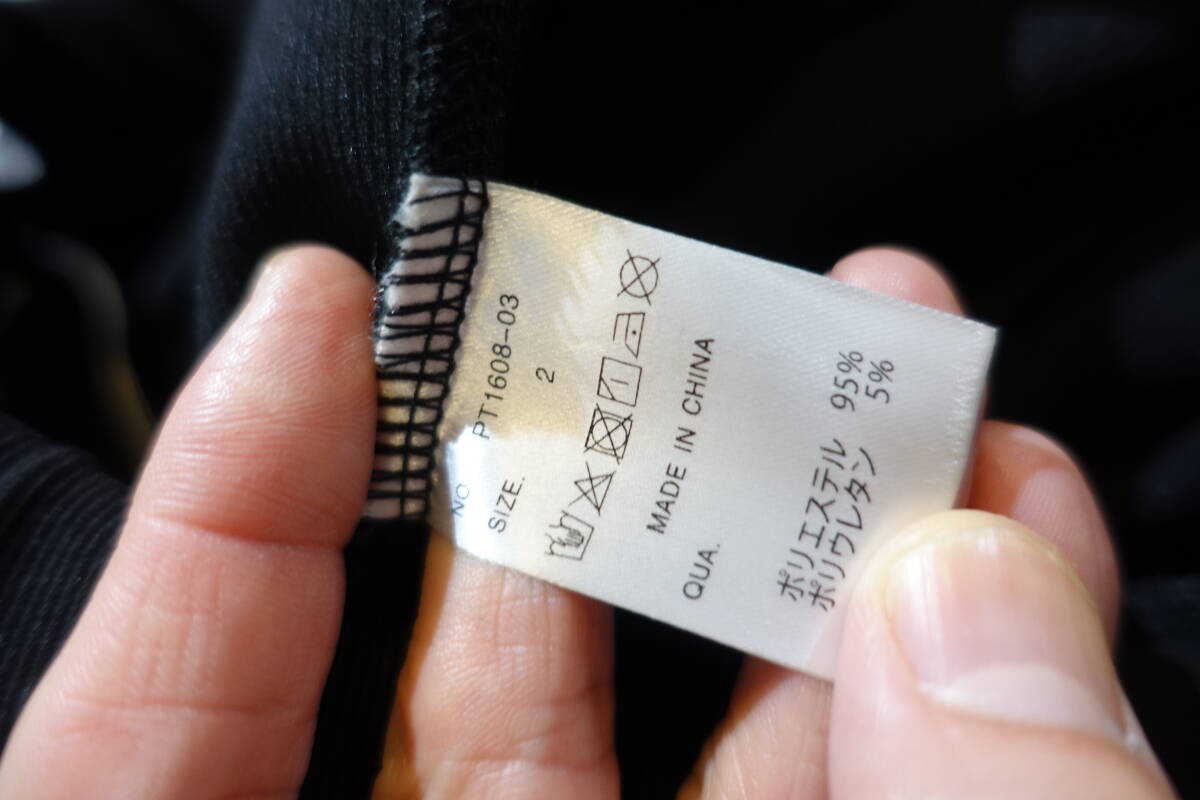 NO PT1608-03
SIZE. 2
MADE IN CHINA
QUA.
ポリエステル 95%
ポリウレタン 5%